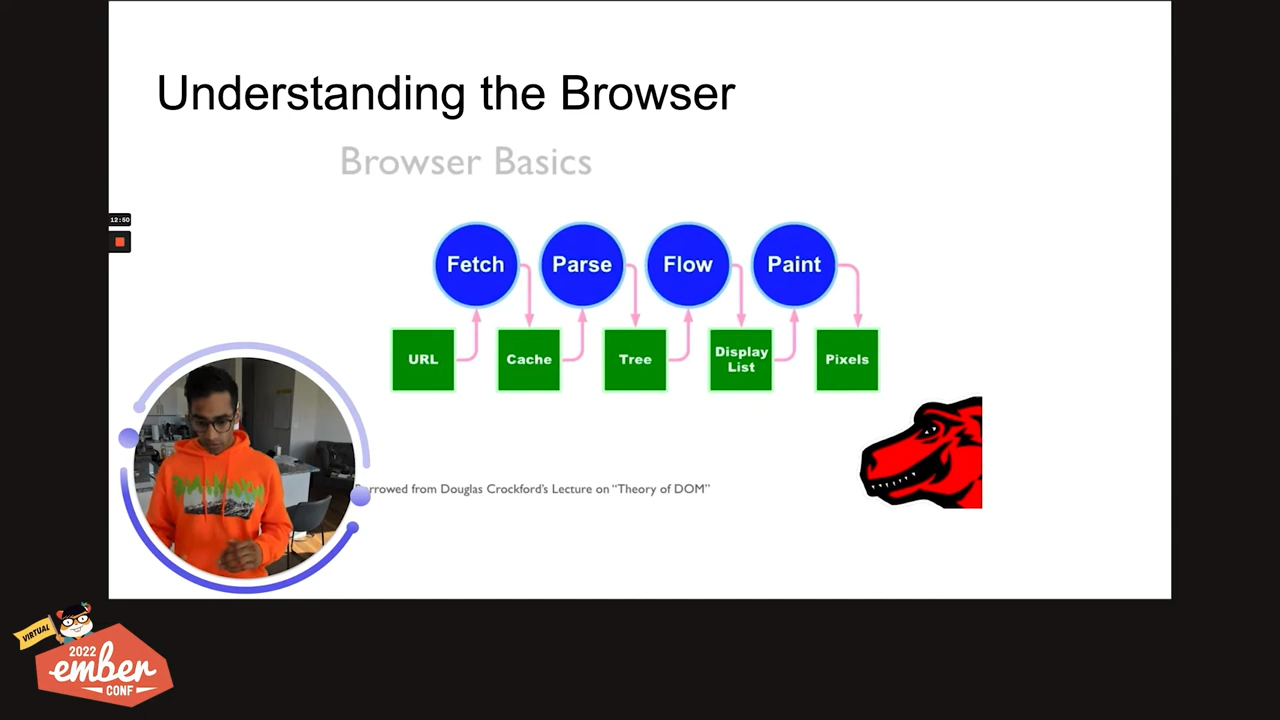 Understanding the Browser
Browser Basics
12:50
Fetch
Parse
Flow
Paint
URL
Cache
Tree
Display
List
Pixels
Borrowed from Douglas Crockford's Lecture on "Theory of DOM"
VIRTUAL
2022
ember
CONF